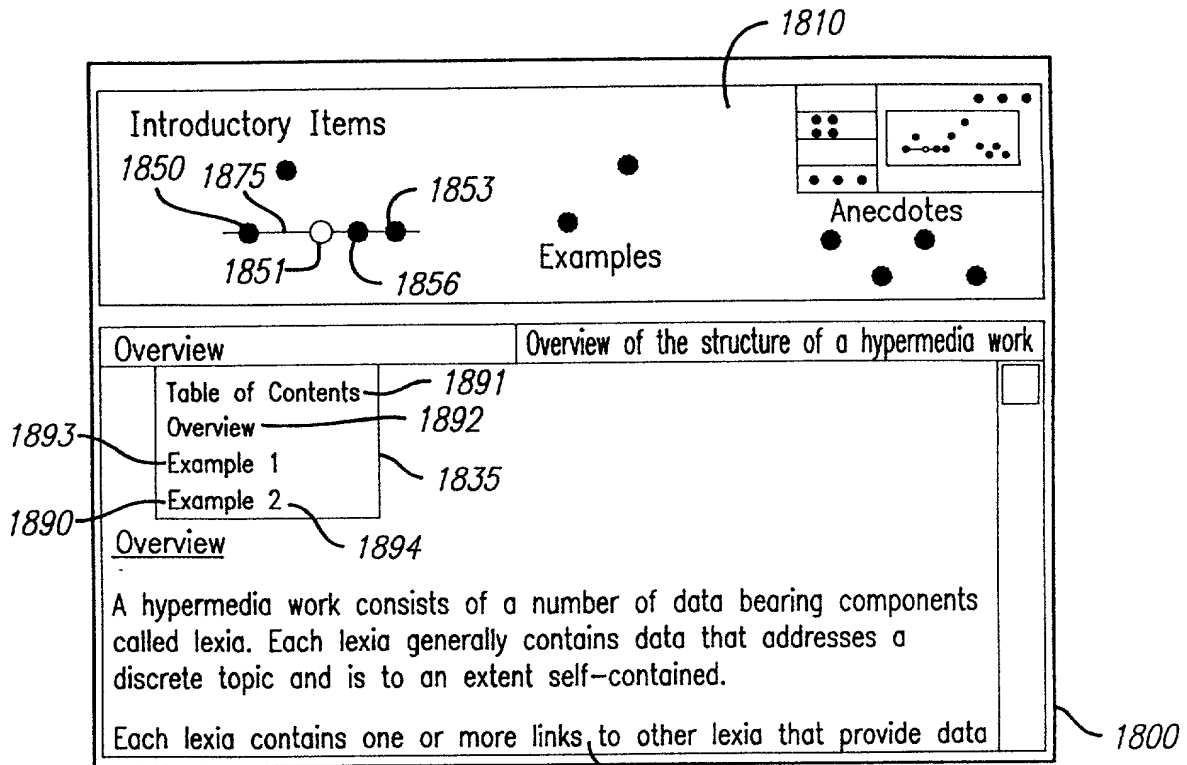 1810
Introductory Items
1850 1875 1853
Anecdotes
Examples
1851 1856
Overview Overview of the structure of a hypermedia work
Table of Contents 1891
Overview 1892
1893 Example 1
1835
1890 Example 2
1894
Overview
A hypermedia work consists of a number of data bearing components
called lexia. Each lexia generally contains data that addresses a
discrete topic and is to an extent self-contained.
Each lexia contains one or more links to other lexia that provide data
1800